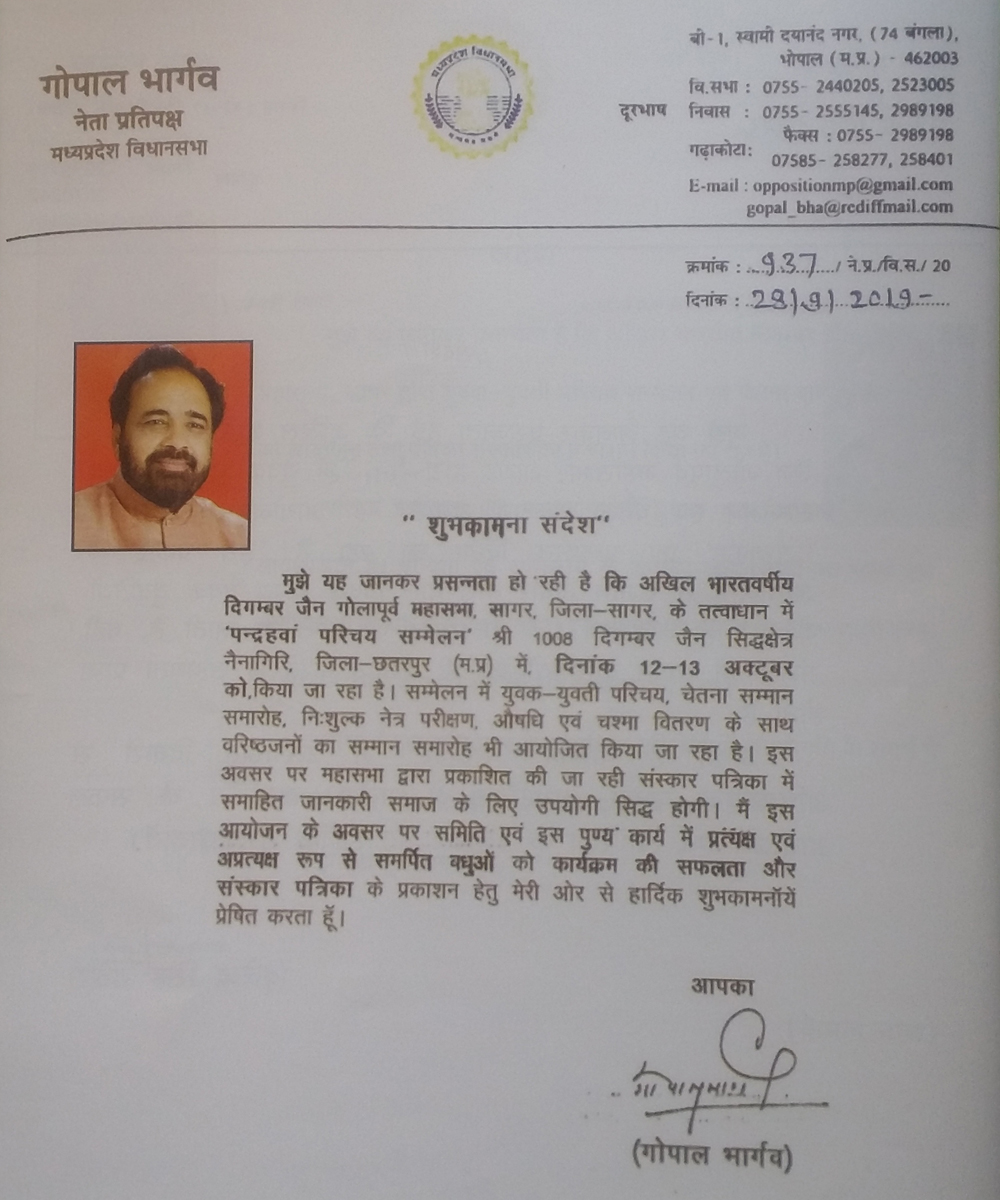 गोपाल भार्गव
नेता प्रतिपक्ष
मध्यप्रदेश विधानसभा
मध्यप्रदेश विधानसभा
बी-1, स्वामी दयानंद नगर, (74 बंगला),
भोपाल (म.प्र.) - 462003
दूरभाष
वि.सभा : 0755- 2440205, 2523005
निवास : 0755- 2555145, 2989198
फैक्स : 0755- 2989198
गढ़ाकोटा:
07585- 258277, 258401
E-mail : oppositionmp@gmail.com
gopal_bha@rediffmail.com
क्रमांक : ...937..../ ने.प्र./वि.स./ 20
दिनांक : ..29/9/2019-......
“ शुभकामना संदेश“
मुझे यह जानकर प्रसन्नता हो रही है कि अखिल भारतवर्षीय
दिगम्बर जैन गोलापूर्व महासभा, सागर, जिला–सागर, के तत्वाधान में
'पन्द्रहवां परिचय सम्मेलन' श्री 1008 दिगम्बर जैन सिद्धक्षेत्र
नैनागिरि, जिला–छतरपुर (म.प्र) में, दिनांक 12–13 अक्टूबर
को,किया जा रहा है। सम्मेलन में युवक–युवती परिचय, चेतना सम्मान
समारोह, निःशुल्क नेत्र परीक्षण, औषधि एवं चश्मा वितरण के साथ
वरिष्ठजनों का सम्मान समारोह भी आयोजित किया जा रहा है। इस
अवसर पर महासभा द्वारा प्रकाशित की जा रही संस्कार पत्रिका में
समाहित जानकारी समाज के लिए उपयोगी सिद्ध होगी। मैं इस
आयोजन के अवसर पर समिति एवं इस पुण्य कार्य में प्रत्यंक्ष एवं
अप्रत्यक्ष रूप से समर्पित बधुओं को कार्यक्रम की सफलता और
संस्कार पत्रिका के प्रकाशन हेतु मेरी ओर से हार्दिक शुभकामनॉयें
प्रेषित करता हूॅं।
आपका
(गोपाल भार्गव)